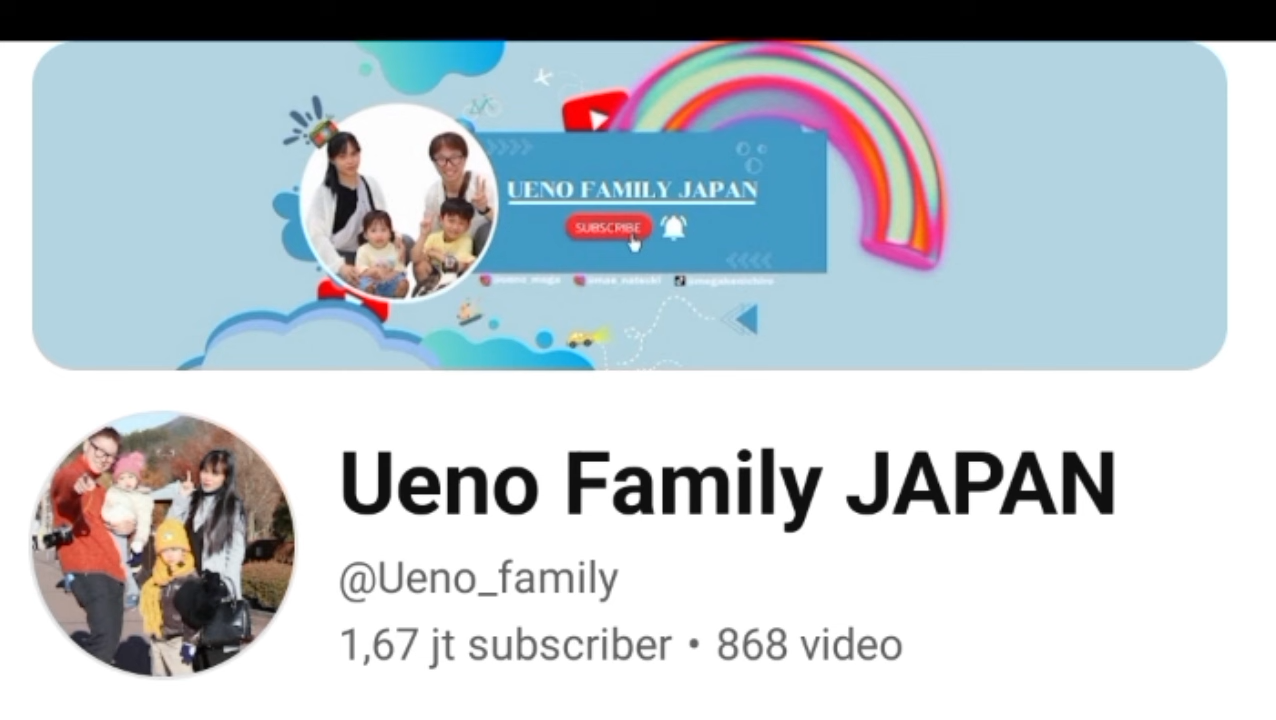 UENO FAMILY JAPAN
SUBSCRIBE
Ueno Family JAPAN
@Ueno_family
1,67 jt subscriber • 868 video